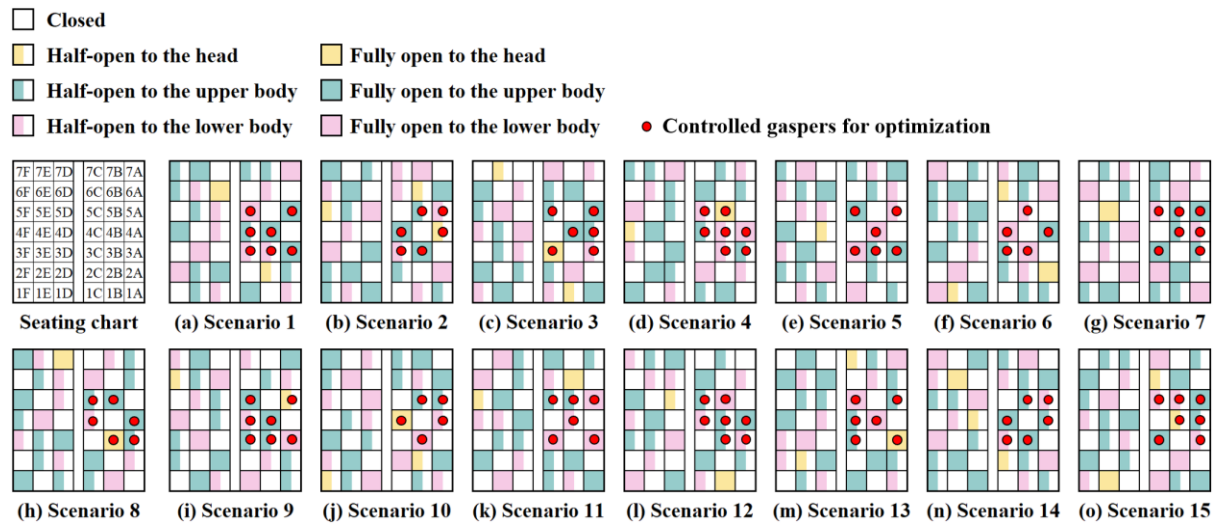 Closed
Half-open to the head Fully open to the head
Half-open to the upper body Fully open to the upper body
Half-open to the lower body Fully open to the lower body Controlled gaspers for optimization
7F 7E 7D 7C 7B 7A
6F 6E 6D 6C 6B 6A
5F 5E 5D 5C 5B 5A
4F 4E 4D 4C 4B 4A
3F 3E 3D 3C 3B 3A
2F 2E 2D 2C 2B 2A
1F 1E 1D 1C 1B 1A
Seating chart (a) Scenario 1 (b) Scenario 2 (c) Scenario 3 (d) Scenario 4 (e) Scenario 5 (f) Scenario 6 (g) Scenario 7
(h) Scenario 8 (i) Scenario 9 (j) Scenario 10 (k) Scenario 11 (l) Scenario 12 (m) Scenario 13 (n) Scenario 14 (o) Scenario 15